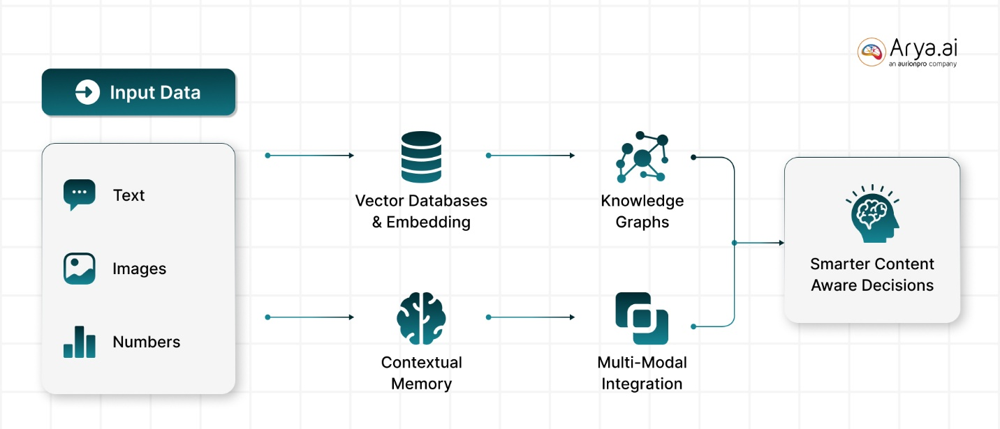 Arya.ai
an aurionpro company
Input Data
Text
Images
Numbers
Vector Databases
& Embedding
Knowledge
Graphs
Contextual
Memory
Multi-Modal
Integration
Smarter Content
Aware Decisions